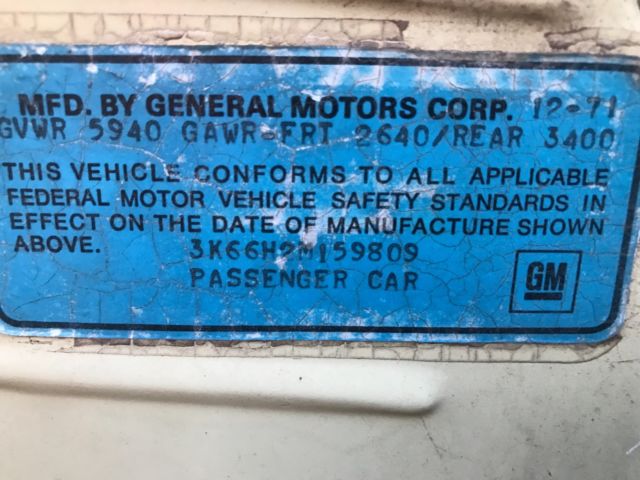 MFD. BY GENERAL MOTORS CORP. 12-71
GVWR 5940 GAWR-FRT 2640/REAR 3400
THIS VEHICLE CONFORMS TO ALL APPLICABLE
FEDERAL MOTOR VEHICLE SAFETY STANDARDS IN
EFFECT ON THE DATE OF MANUFACTURE SHOWN
ABOVE. 3K66H2M159809
PASSENGER CAR
GM